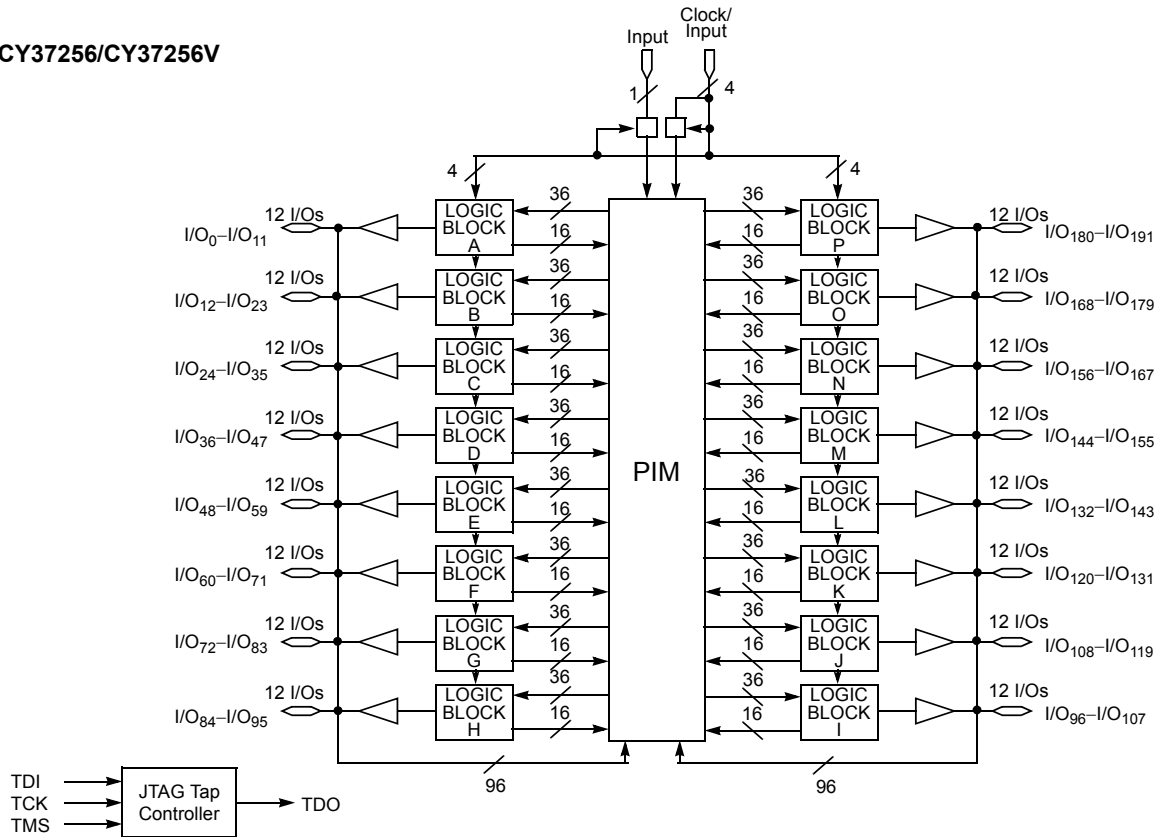 CY37256/CY37256V
Clock/
Input
Input
1
4
4
4
12 I/Os
I/O0–I/O11
LOGIC
BLOCK
A
36
16
36
16
LOGIC
BLOCK
P
12 I/Os
I/O180–I/O191
12 I/Os
I/O12–I/O23
LOGIC
BLOCK
B
36
16
36
16
LOGIC
BLOCK
O
12 I/Os
I/O168–I/O179
12 I/Os
I/O24–I/O35
LOGIC
BLOCK
C
36
16
36
16
LOGIC
BLOCK
N
12 I/Os
I/O156–I/O167
12 I/Os
I/O36–I/O47
LOGIC
BLOCK
D
36
16
PIM
36
16
LOGIC
BLOCK
M
12 I/Os
I/O144–I/O155
12 I/Os
I/O48–I/O59
LOGIC
BLOCK
E
36
16
36
16
LOGIC
BLOCK
L
12 I/Os
I/O132–I/O143
12 I/Os
I/O60–I/O71
LOGIC
BLOCK
F
36
16
36
16
LOGIC
BLOCK
K
12 I/Os
I/O120–I/O131
12 I/Os
I/O72–I/O83
LOGIC
BLOCK
G
36
16
36
16
LOGIC
BLOCK
J
12 I/Os
I/O108–I/O119
12 I/Os
I/O84–I/O95
LOGIC
BLOCK
H
36
16
36
16
LOGIC
BLOCK
I
12 I/Os
I/O96–I/O107
96
96
TDI
TCK
TMS
JTAG Tap
Controller
TDO